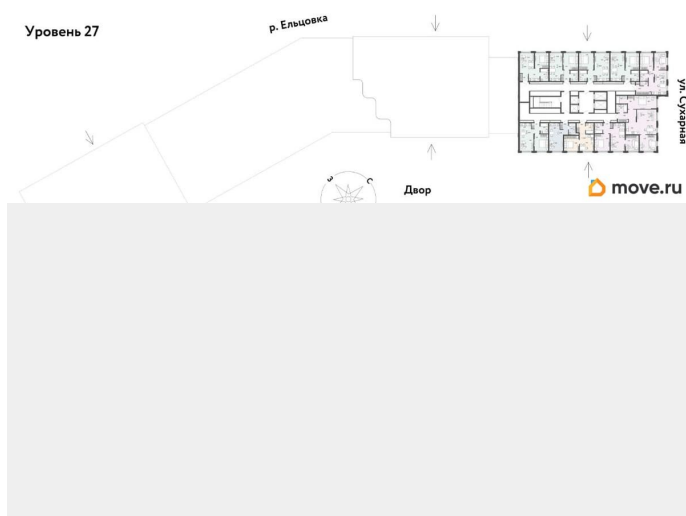 Уровень 27
р. Ельцовка
ул. Сухарная
З
С
Двор
move.ru